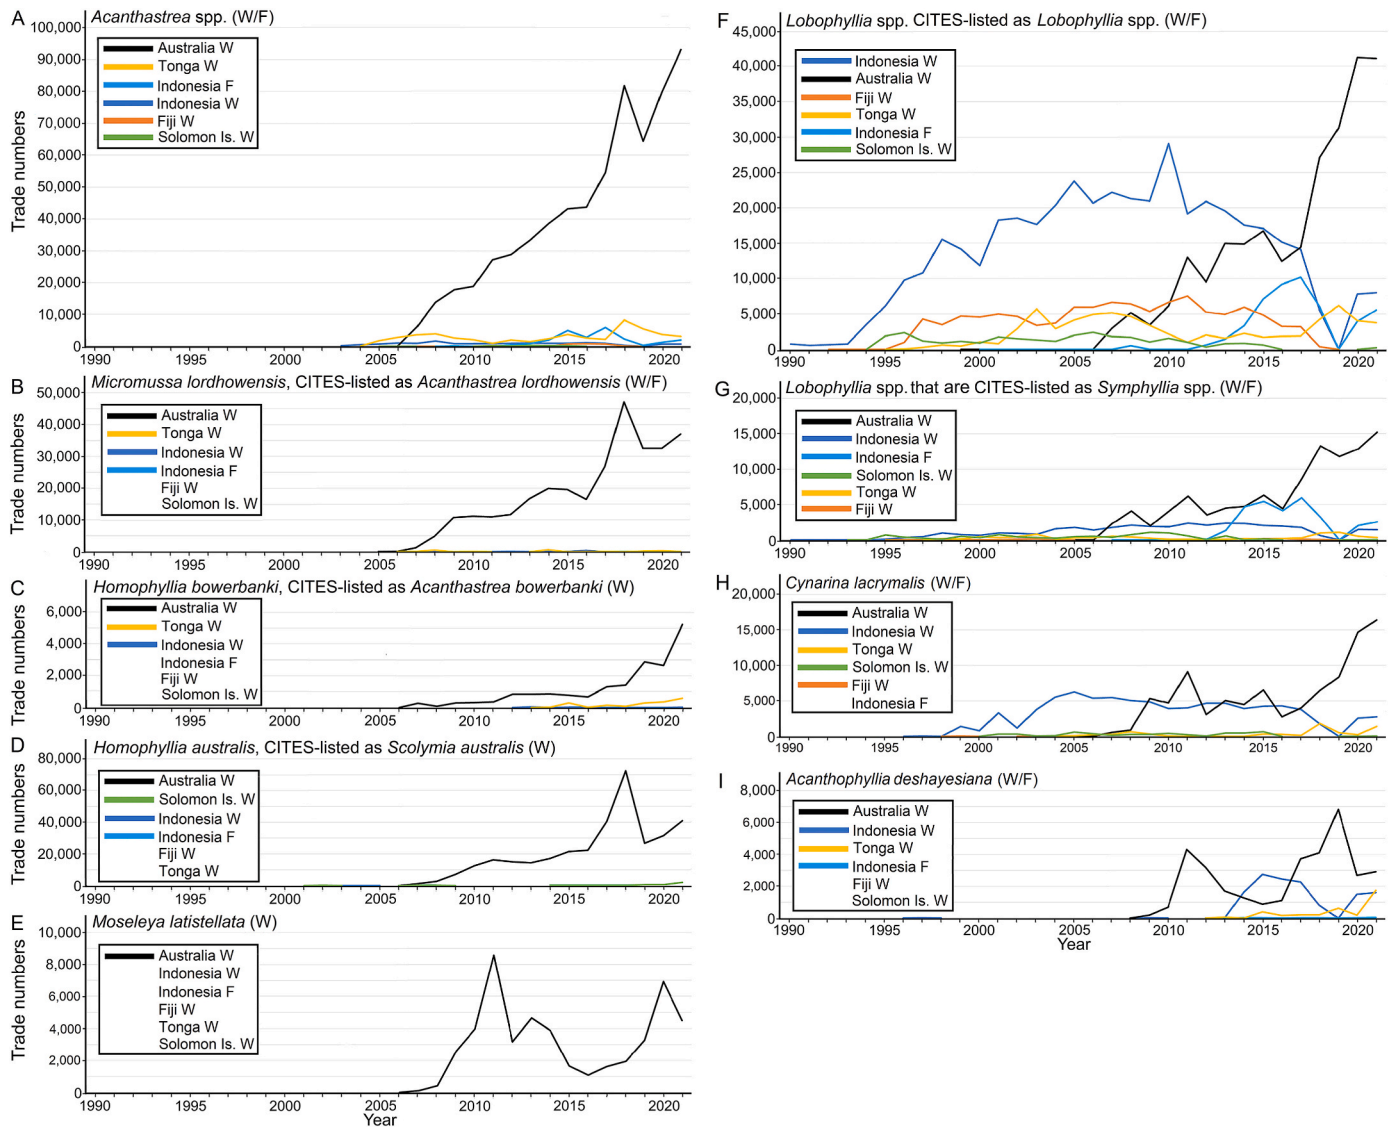 A Acanthastrea spp. (W/F)
Trade numbers
100,000
90,000
80,000
70,000
60,000
50,000
40,000
30,000
20,000
10,000
0
Australia W
Tonga W
Indonesia F
Indonesia W
Fiji W
Solomon Is. W
1990 1995 2000 2005 2010 2015 2020
B Micromussa lordhowensis, CITES-listed as Acanthastrea lordhowensis (W/F)
Trade numbers
50,000
40,000
30,000
20,000
10,000
0
Australia W
Tonga W
Indonesia W
Indonesia F
Fiji W
Solomon Is. W
1990 1995 2000 2005 2010 2015 2020
C Homophyllia bowerbanki, CITES-listed as Acanthastrea bowerbanki (W)
Trade numbers
6,000
4,000
2,000
0
Australia W
Tonga W
Indonesia W
Indonesia F
Fiji W
Solomon Is. W
1990 1995 2000 2005 2010 2015 2020
D Homophyllia australis, CITES-listed as Scolymia australis (W)
Trade numbers
80,000
60,000
40,000
20,000
0
Australia W
Solomon Is. W
Indonesia W
Indonesia F
Fiji W
Tonga W
1990 1995 2000 2005 2010 2015 2020
E Moseleya latistellata (W)
Trade numbers
10,000
8,000
6,000
4,000
2,000
0
Australia W
Indonesia W
Indonesia F
Fiji W
Tonga W
Solomon Is. W
1990 1995 2000 2005 2010 2015 2020
Year
F Lobophyllia spp. CITES-listed as Lobophyllia spp. (W/F)
45,000
40,000
35,000
30,000
25,000
20,000
15,000
10,000
5,000
0
Indonesia W
Australia W
Fiji W
Tonga W
Indonesia F
Solomon Is. W
1990 1995 2000 2005 2010 2015 2020
G Lobophyllia spp. that are CITES-listed as Symphyllia spp. (W/F)
20,000
15,000
10,000
5,000
0
Australia W
Indonesia W
Indonesia F
Solomon Is. W
Tonga W
Fiji W
1990 1995 2000 2005 2010 2015 2020
H Cynarina lacrymalis (W/F)
20,000
15,000
10,000
5,000
0
Australia W
Indonesia W
Tonga W
Solomon Is. W
Fiji W
Indonesia F
1990 1995 2000 2005 2010 2015 2020
I Acanthophyllia deshayesiana (W/F)
8,000
6,000
4,000
2,000
0
Australia W
Indonesia W
Tonga W
Indonesia F
Fiji W
Solomon Is. W
1990 1995 2000 2005 2010 2015 2020
Year